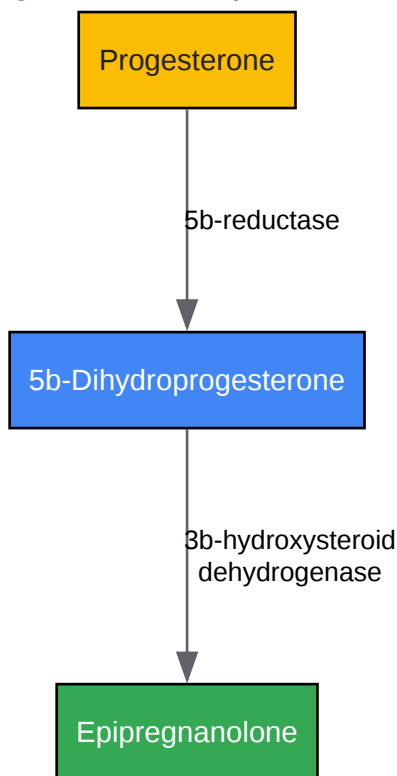 Progesterone
5b-reductase
5b-Dihydroprogesterone
3b-hydroxysteroid
dehydrogenase
Epipregnanolone